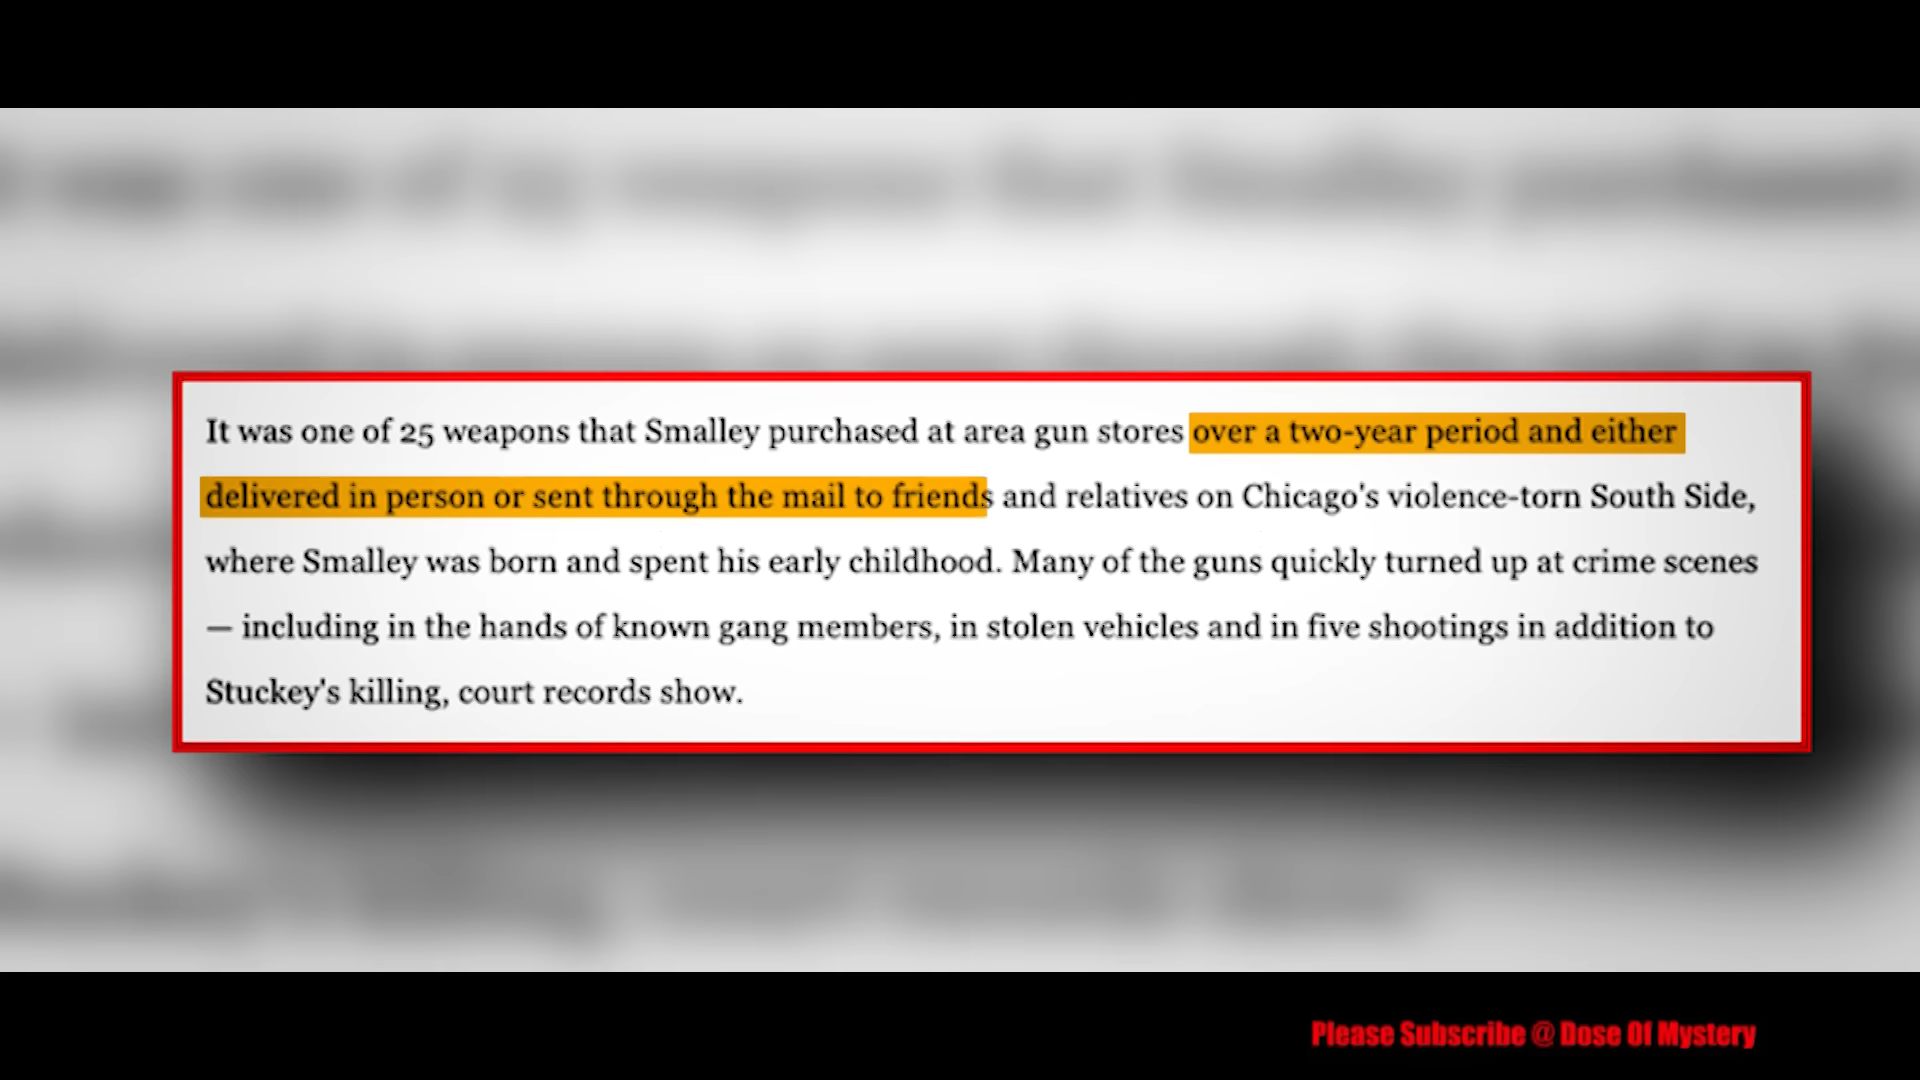 It was one of 25 weapons that Smalley purchased at area gun stores over a two-year period and either
delivered in person or sent through the mail to friends and relatives on Chicago's violence-torn South Side,
where Smalley was born and spent his early childhood. Many of the guns quickly turned up at crime scenes
— including in the hands of known gang members, in stolen vehicles and in five shootings in addition to
Stuckey's killing, court records show.
Please Subscribe @ Dose Of Mystery